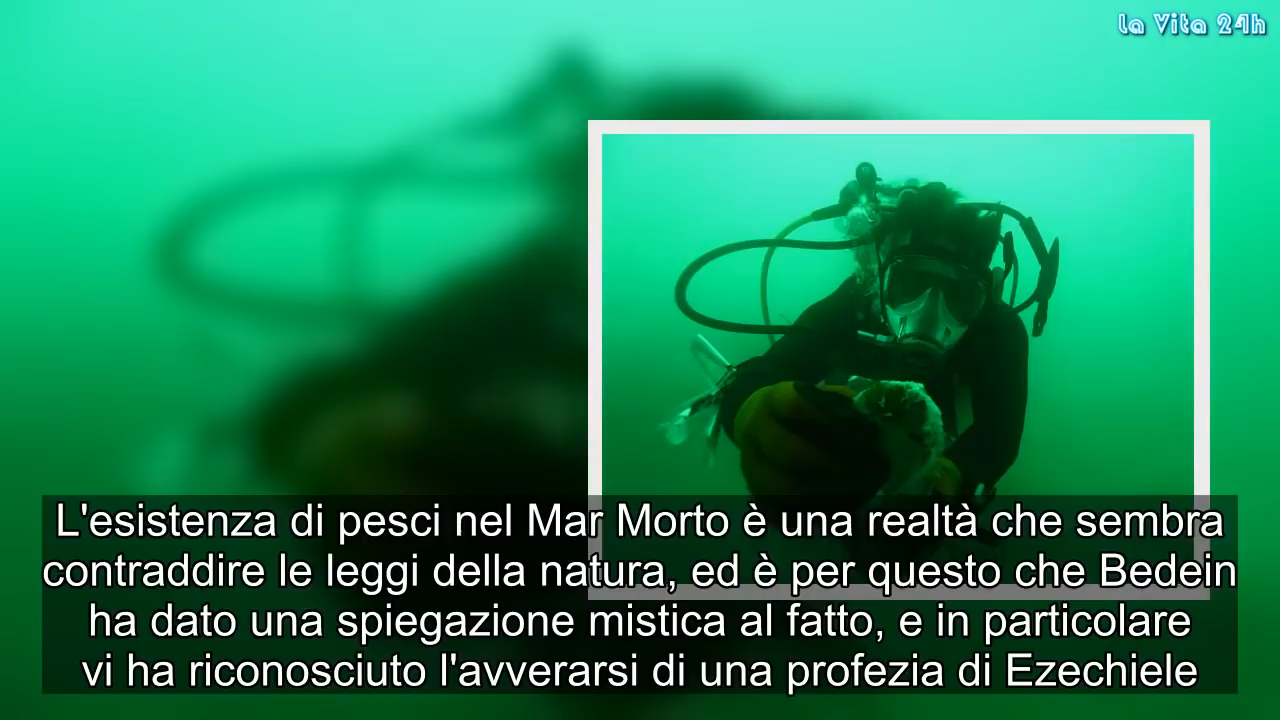 La Vita 24h
L'esistenza di pesci nel Mar Morto è una realtà che sembra
contraddire le leggi della natura, ed è per questo che Bedein
ha dato una spiegazione mistica al fatto, e in particolare
vi ha riconosciuto l'avverarsi di una profezia di Ezechiele